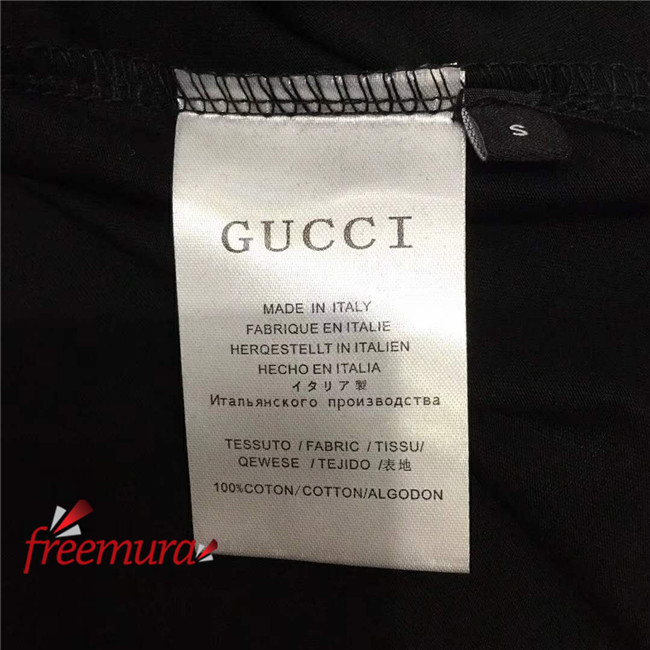 S
GUCCI
MADE IN ITALY
FABRIQUE EN ITALIE
HERQESTELLT IN ITALIEN
HECHO EN ITALIA
イタリア製
Итальянского производства
TESSUTO / FABRIC / TISSU/
QEWESE / TEJIDO /表地
100%COTON/COTTON/ALGODON
freemura